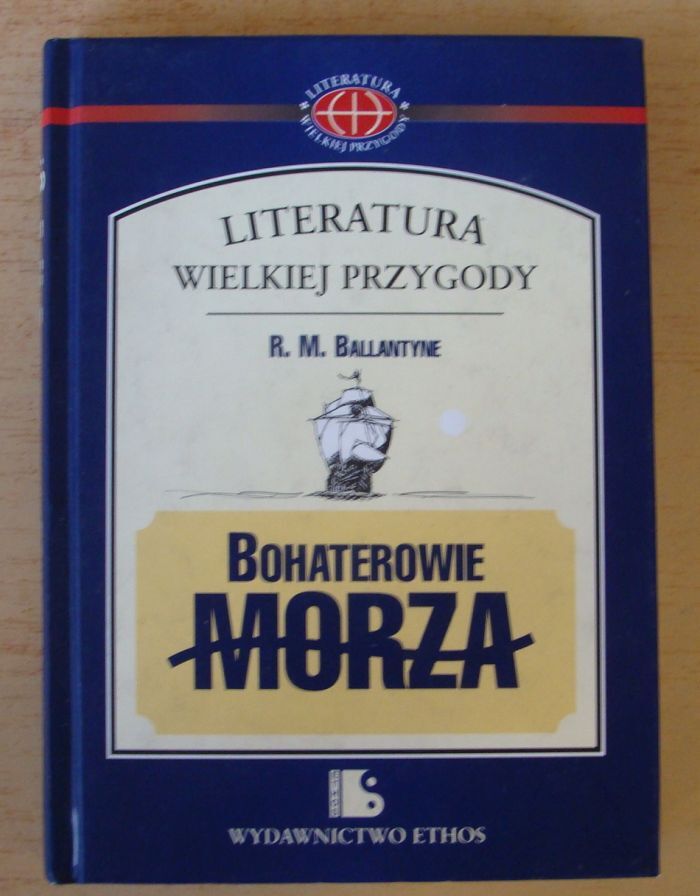 LITERATURA
WIELKIEJ PRZYGODY
LITERATURA
WIELKIEJ PRZYGODY
R. M. BALLANTYNE
BOHATEROWIE
MORZA
WYDAWNICTWO ETHOS